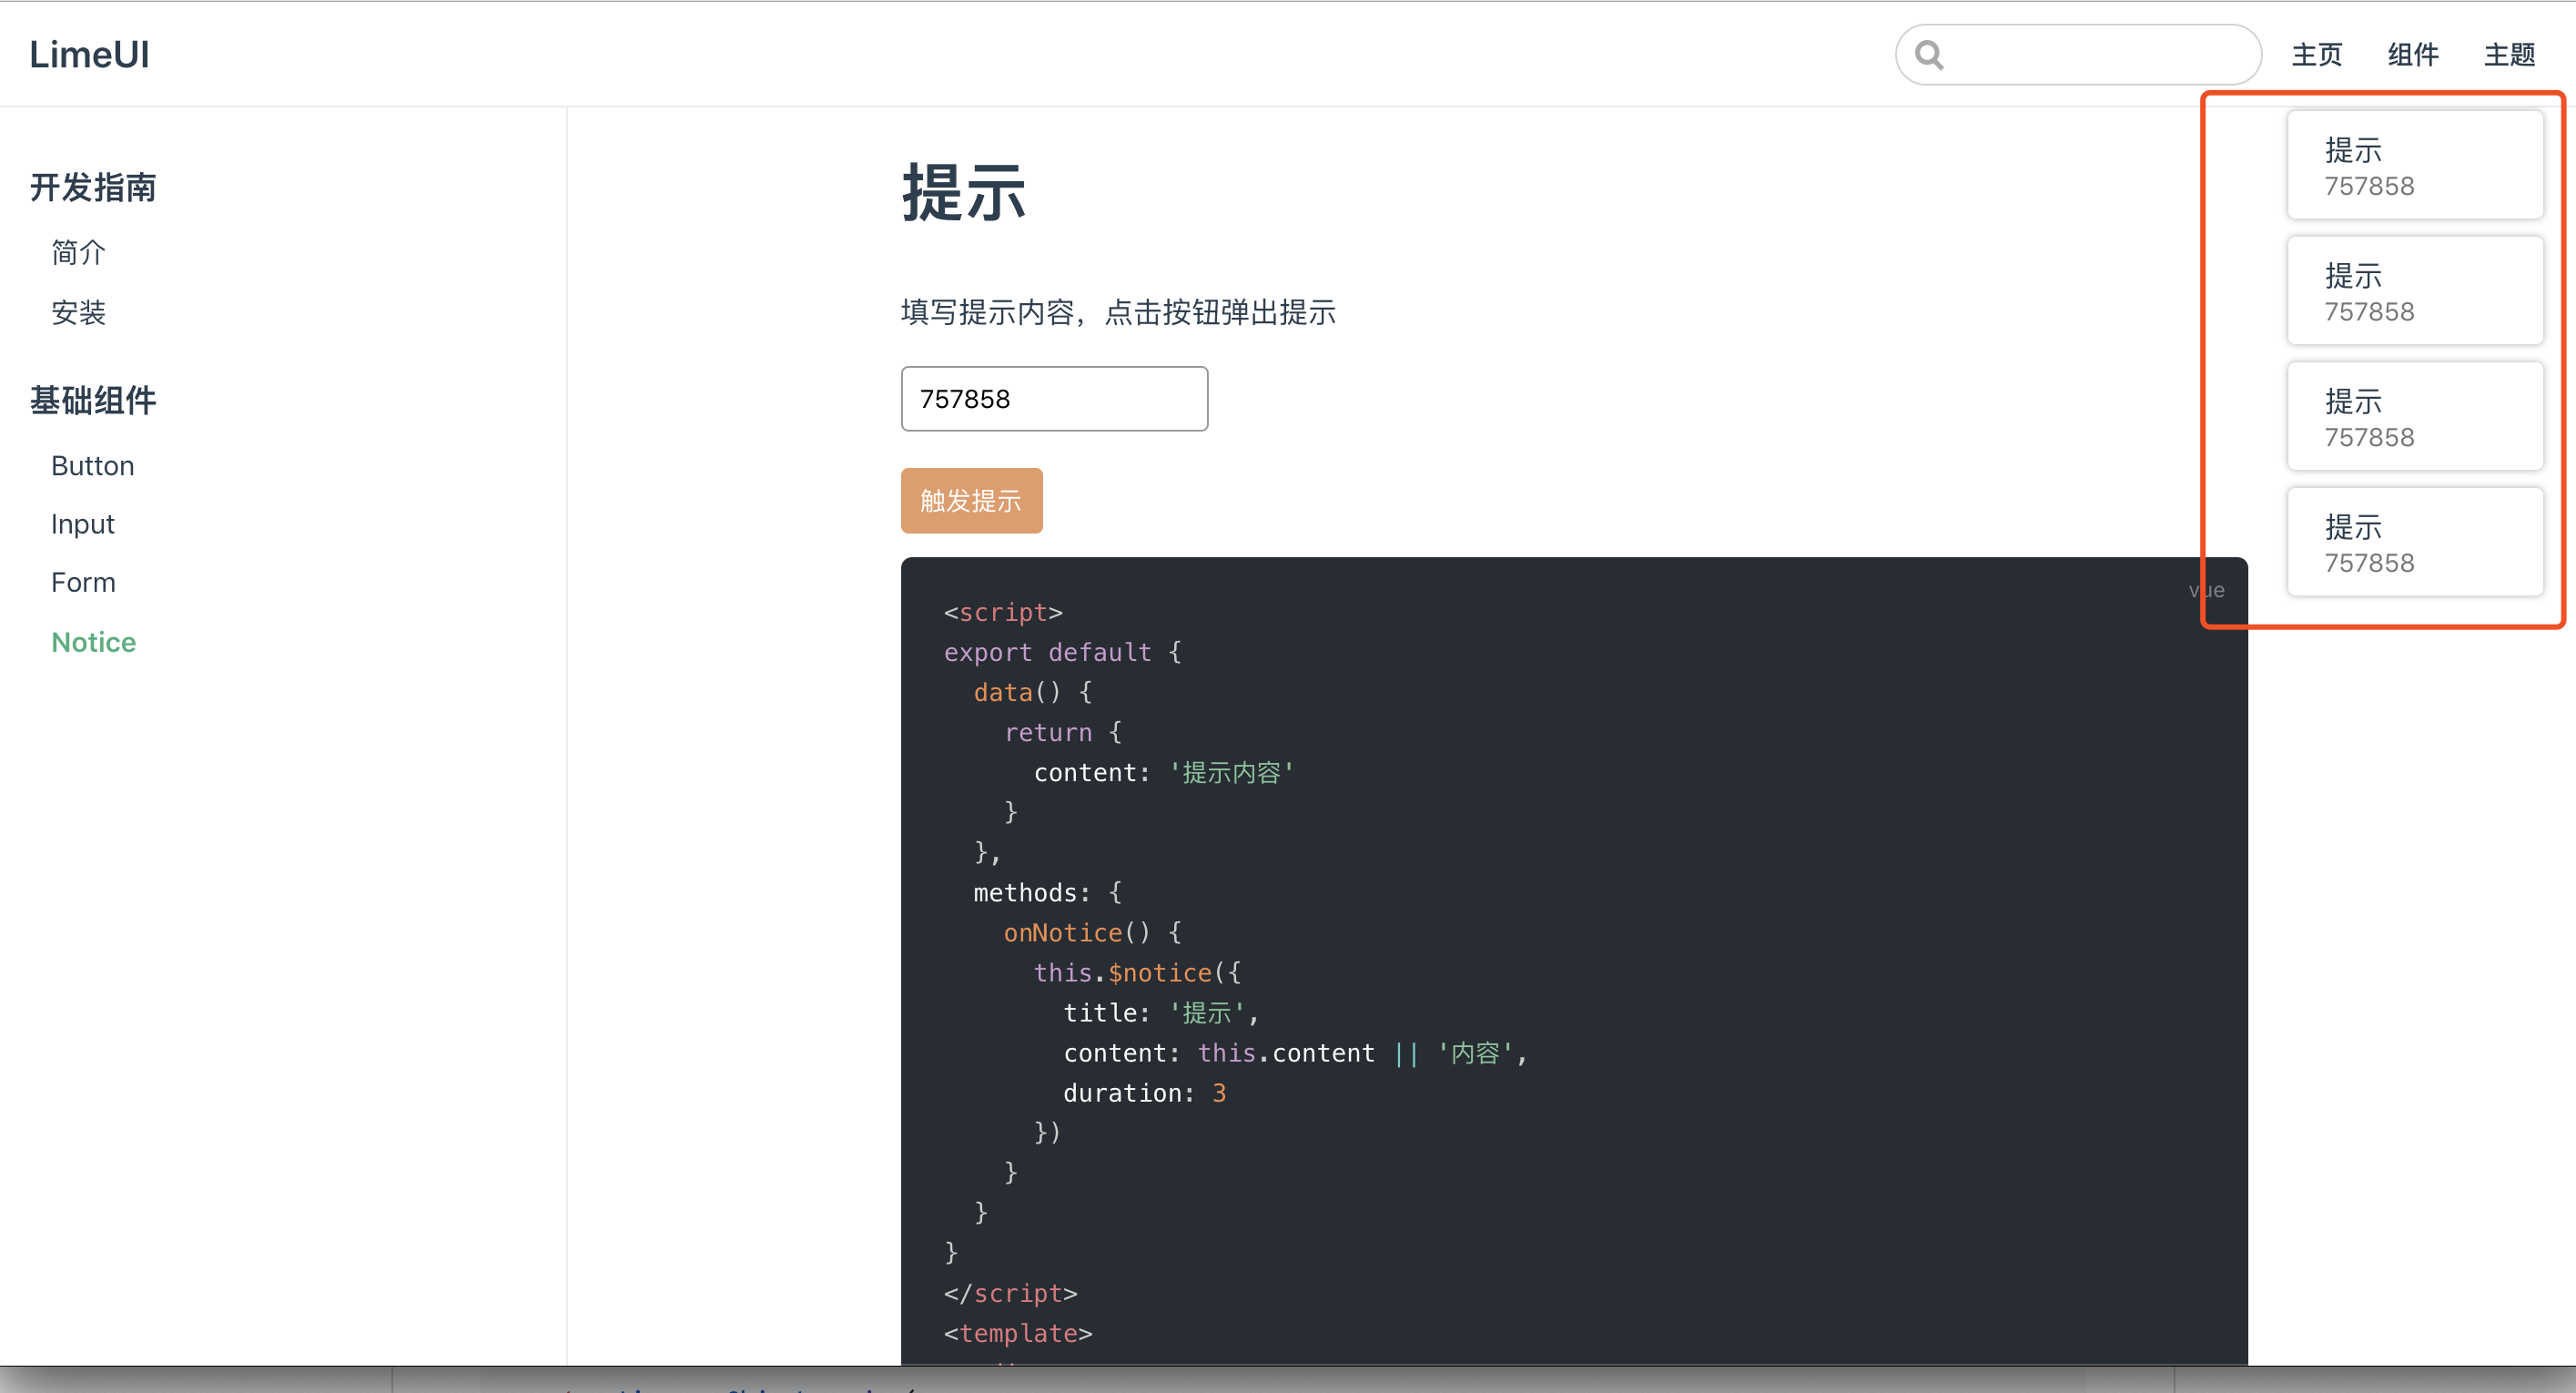 LimeUI
主页 组件 主题
开发指南
简介
安装
基础组件
Button
Input
Form
Notice
提示
填写提示内容，点击按钮弹出提示
757858
触发提示
vue
<script>
export default {
  data() {
    return {
      content: '提示内容'
    }
  },
  methods: {
    onNotice() {
      this.$notice({
        title: '提示',
        content: this.content || '内容',
        duration: 3
      })
    }
  }
}
</script>
<template>
提示
757858
提示
757858
提示
757858
提示
757858